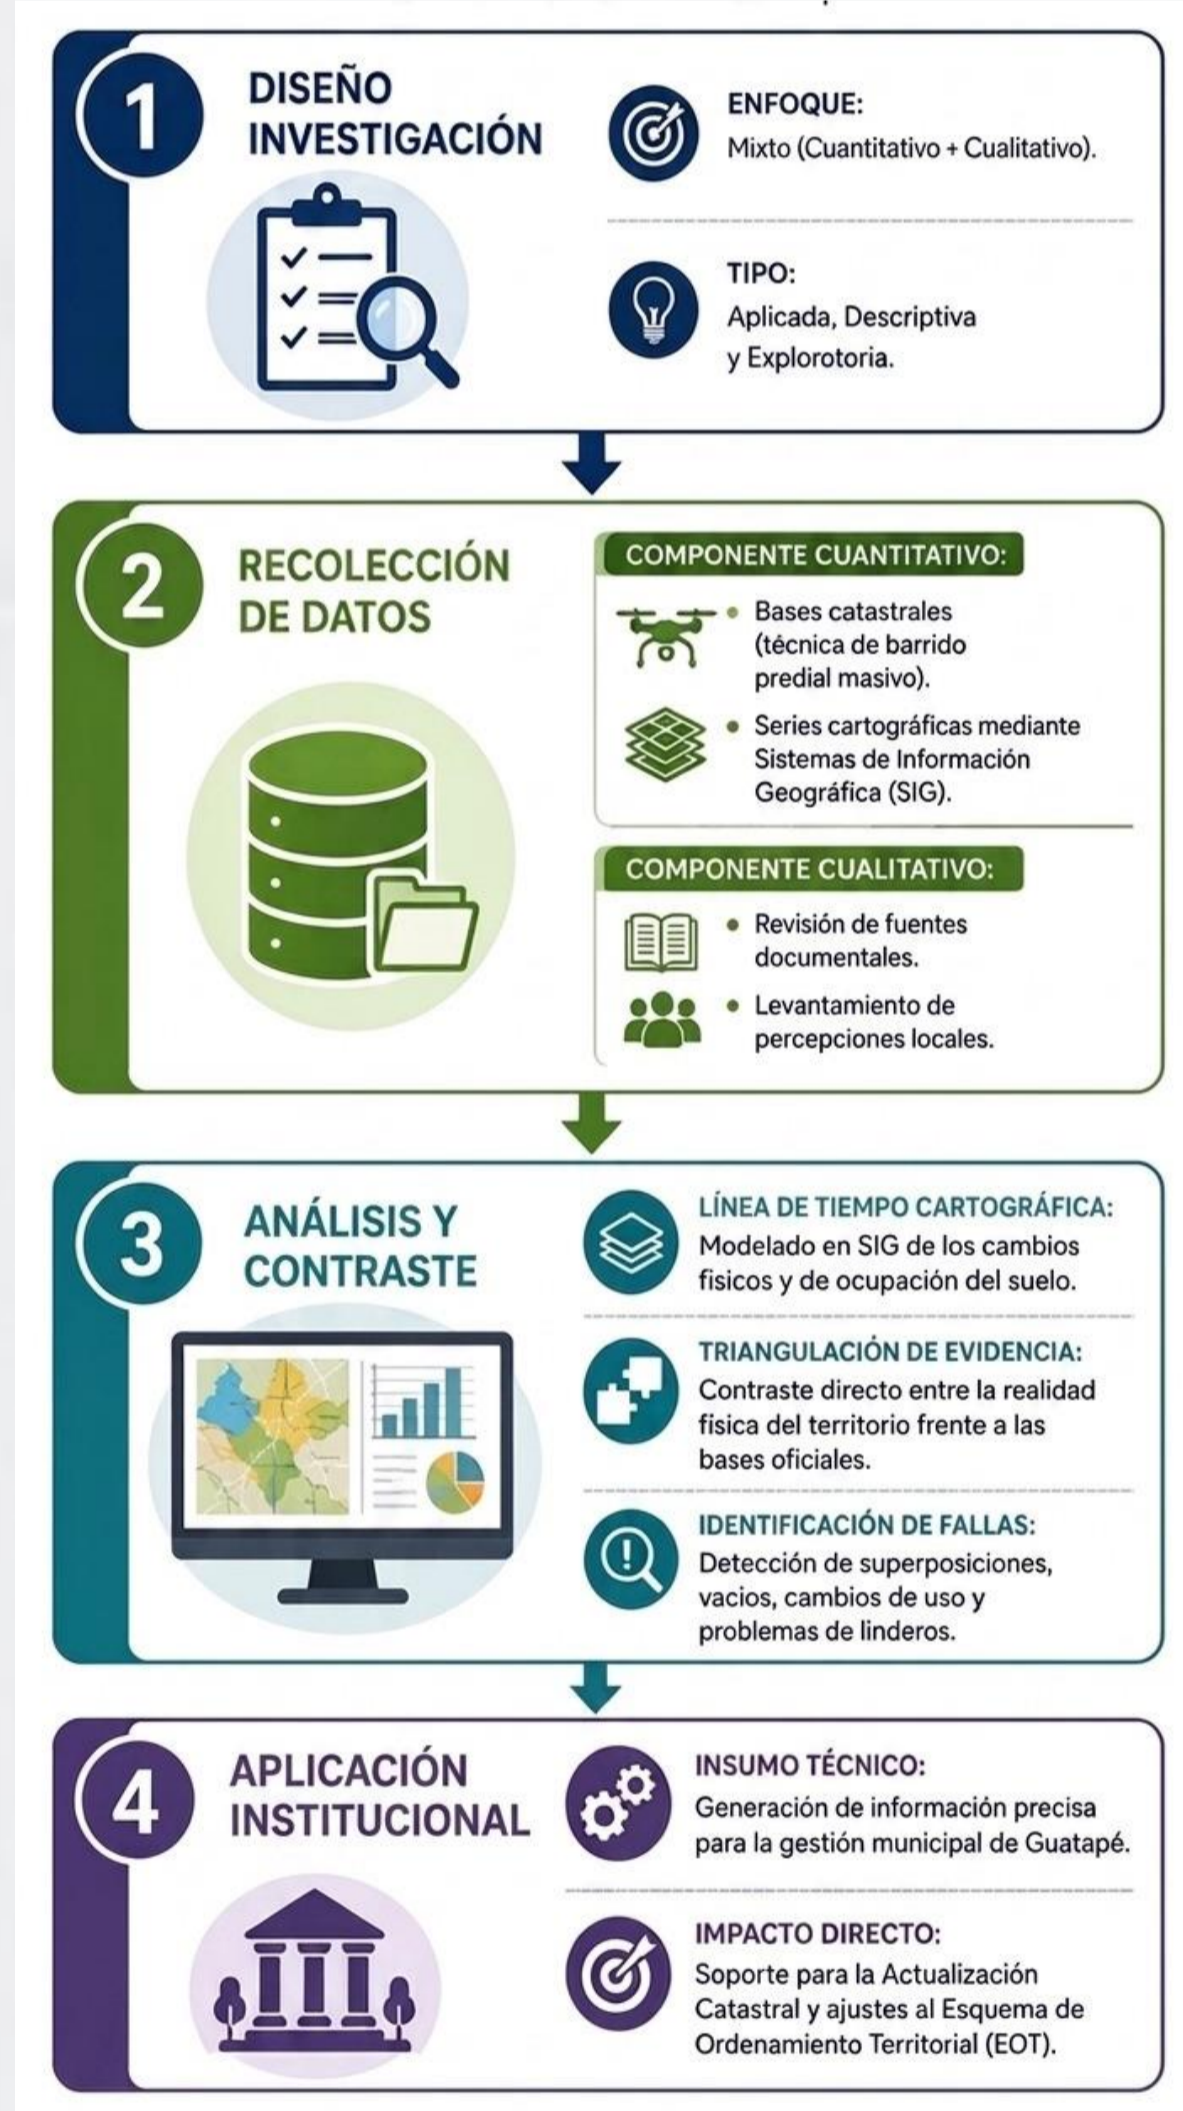 1
DISEÑO
INVESTIGACIÓN
ENFOQUE:
Mixto (Cuantitativo + Cualitativo).
TIPO:
Aplicada, Descriptiva
y Explorotoria.
2
RECOLECCIÓN
DE DATOS
COMPONENTE CUANTITATIVO:
• Bases catastrales
(técnica de barrido
predial masivo).
• Series cartográficas mediante
Sistemas de Información
Geográfica (SIG).
COMPONENTE CUALITATIVO:
• Revisión de fuentes
documentales.
• Levantamiento de
percepciones locales.
3
ANÁLISIS Y
CONTRASTE
LÍNEA DE TIEMPO CARTOGRÁFICA:
Modelado en SIG de los cambios
fisicos y de ocupación del suelo.
TRIANGULACIÓN DE EVIDENCIA:
Contraste directo entre la realidad
fisica del territorio frente a las
bases oficiales.
IDENTIFICACIÓN DE FALLAS:
Detección de superposiciones,
vacios, cambios de uso y
problemas de linderos.
4
APLICACIÓN
INSTITUCIONAL
INSUMO TÉCNICO:
Generación de información precisa
para la gestión municipal de Guatapé.
IMPACTO DIRECTO:
Soporte para la Actualización
Catastral y ajustes al Esquema de
Ordenamiento Territorial (EOT).